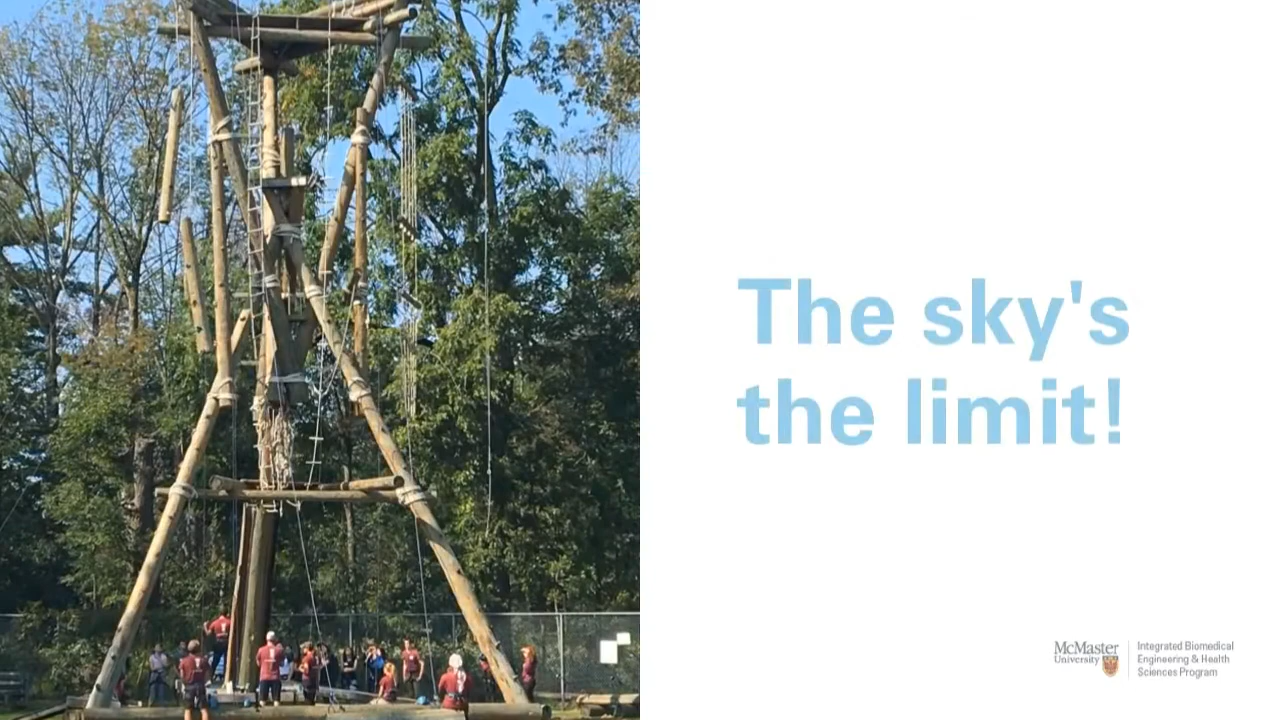 The sky's
the limit!
McMaster
University
Integrated Biomedical
Engineering & Health
Sciences Program